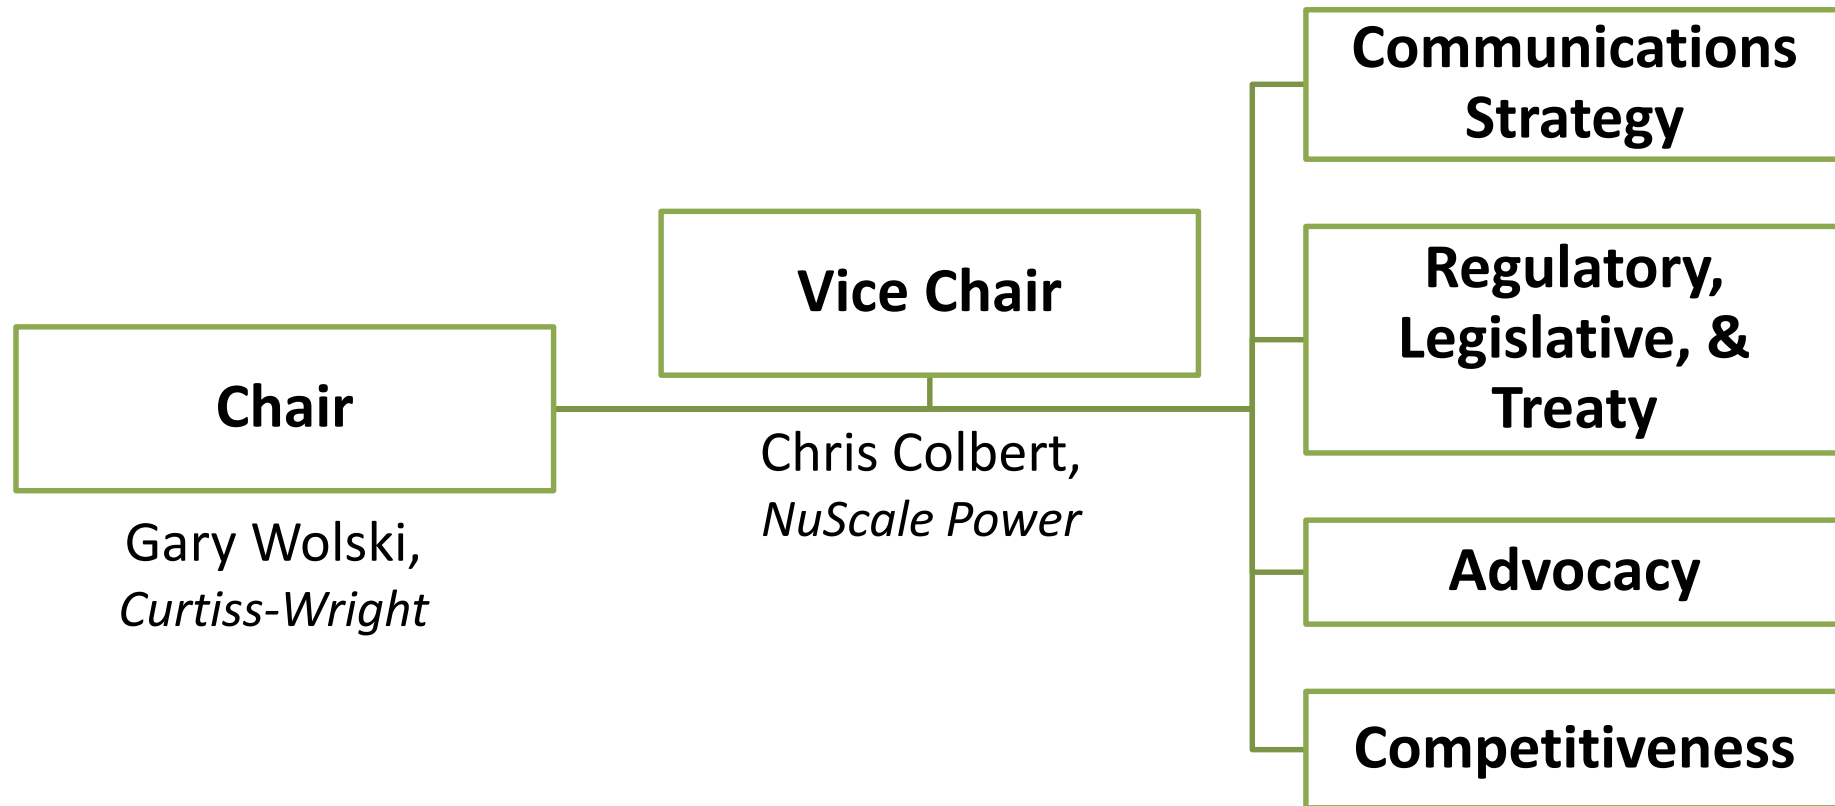 Chair
Gary Wolski,
Curtiss-Wright
Vice Chair
Chris Colbert,
NuScale Power
Communications
Strategy
Regulatory,
Legislative, &
Treaty
Advocacy
Competitiveness